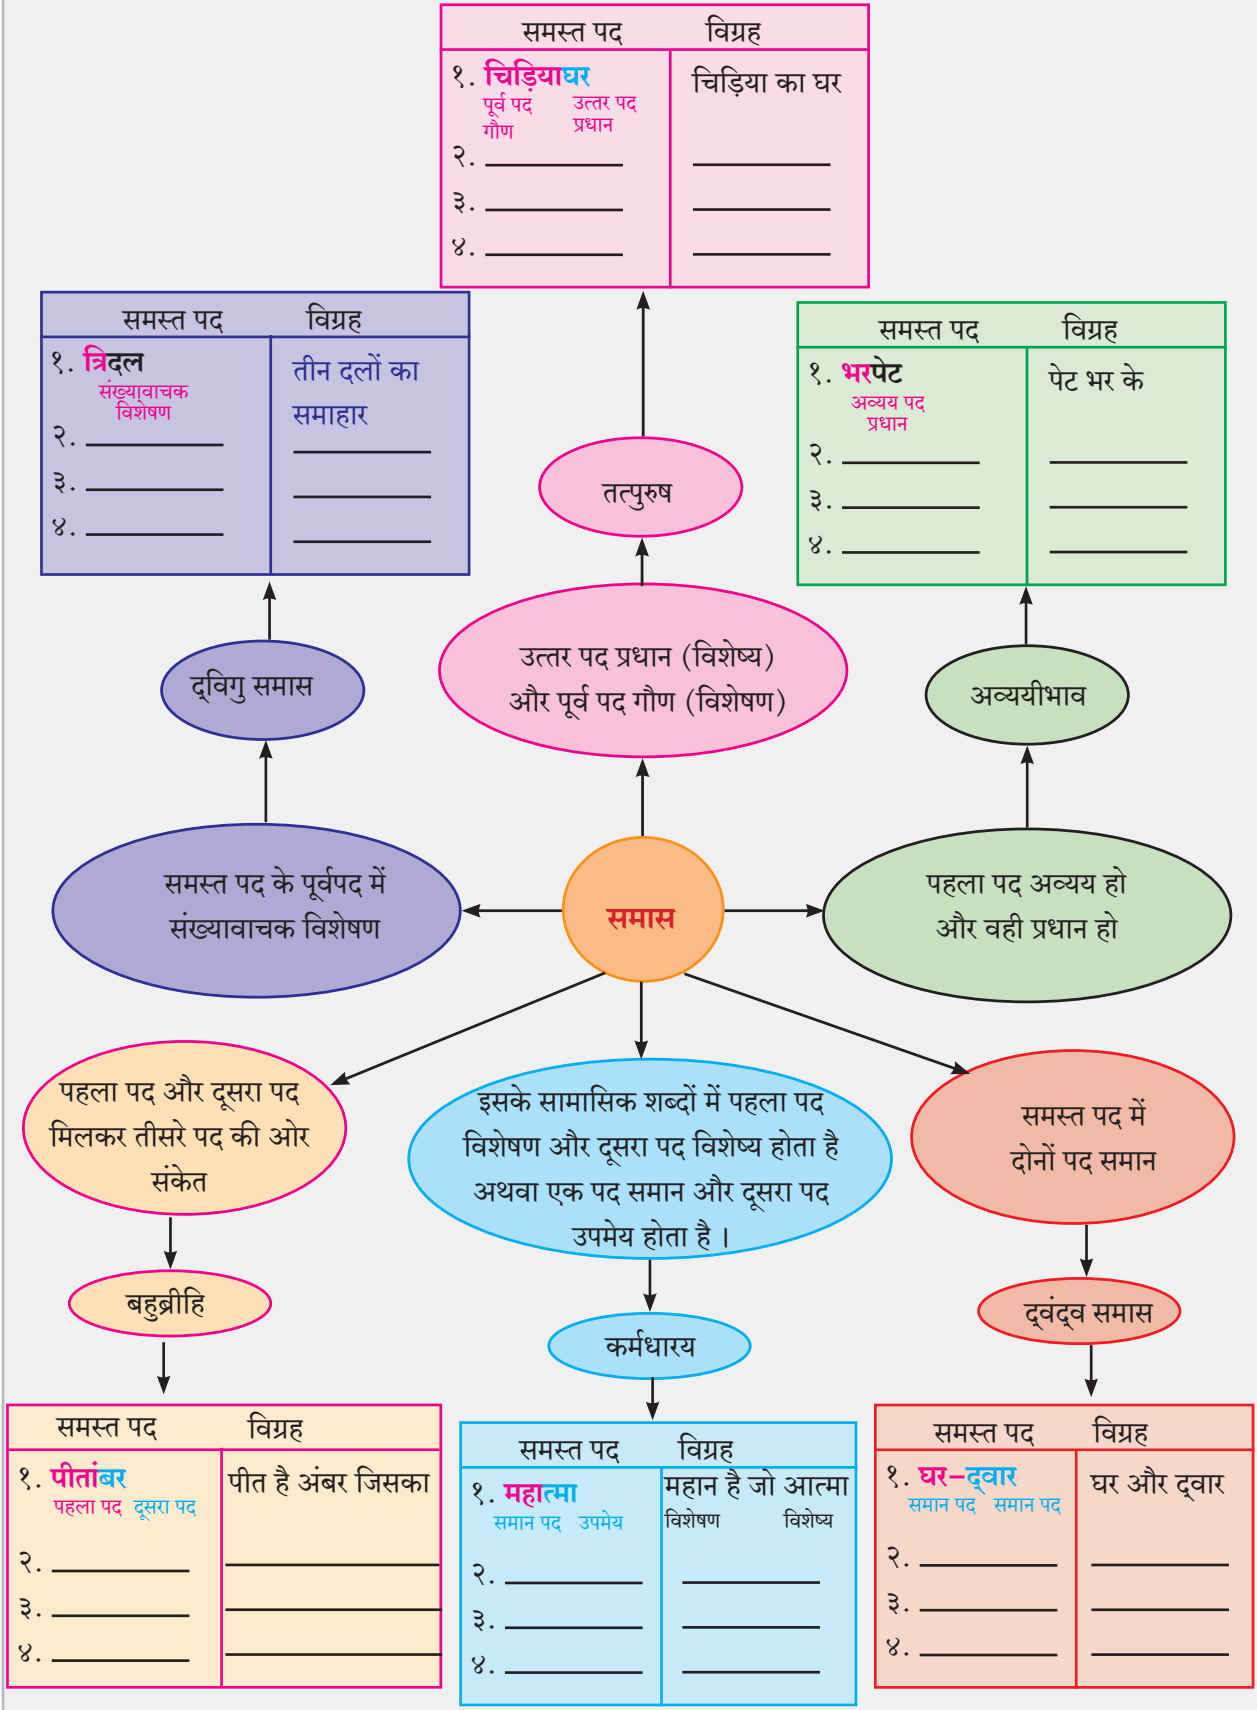 समस्त पद विग्रह
१. चिड़ियाघर चिड़िया का घर
पूर्व पद उत्तर पद
गौण प्रधान
२.
३.
४.
समस्त पद विग्रह
१. त्रिदल तीन दलों का
संख्यावाचक समाहार
विशेषण
२.
३.
४.
समस्त पद विग्रह
१. भरपेट पेट भर के
अव्यय पद
प्रधान
२.
३.
४.
तत्पुरुष
उत्तर पद प्रधान (विशेष्य)
और पूर्व पद गौण (विशेषण)
द्‌विगु समास
अव्ययीभाव
समस्त पद के पूर्वपद में
संख्यावाचक विशेषण
समास
पहला पद अव्यय हो
और वही प्रधान हो
पहला पद और दूसरा पद
मिलकर तीसरे पद की ओर
संकेत
इसके सामासिक शब्दों में पहला पद
विशेषण और दूसरा पद विशेष्य होता है
अथवा एक पद समान और दूसरा पद
उपमेय होता है ।
समस्त पद में
दोनों पद समान
बहुब्रीहि
कर्मधारय
द्‌वंद्‌व समास
समस्त पद विग्रह
१. पीतांबर पीत है अंबर जिसका
पहला पद दूसरा पद
२.
३.
४.
समस्त पद विग्रह
१. महात्मा महान है जो आत्मा
समान पद उपमेय विशेषण विशेष्य
२.
३.
४.
समस्त पद विग्रह
१. घर–द्‌वार घर और द्‌वार
समान पद समान पद
२.
३.
४.